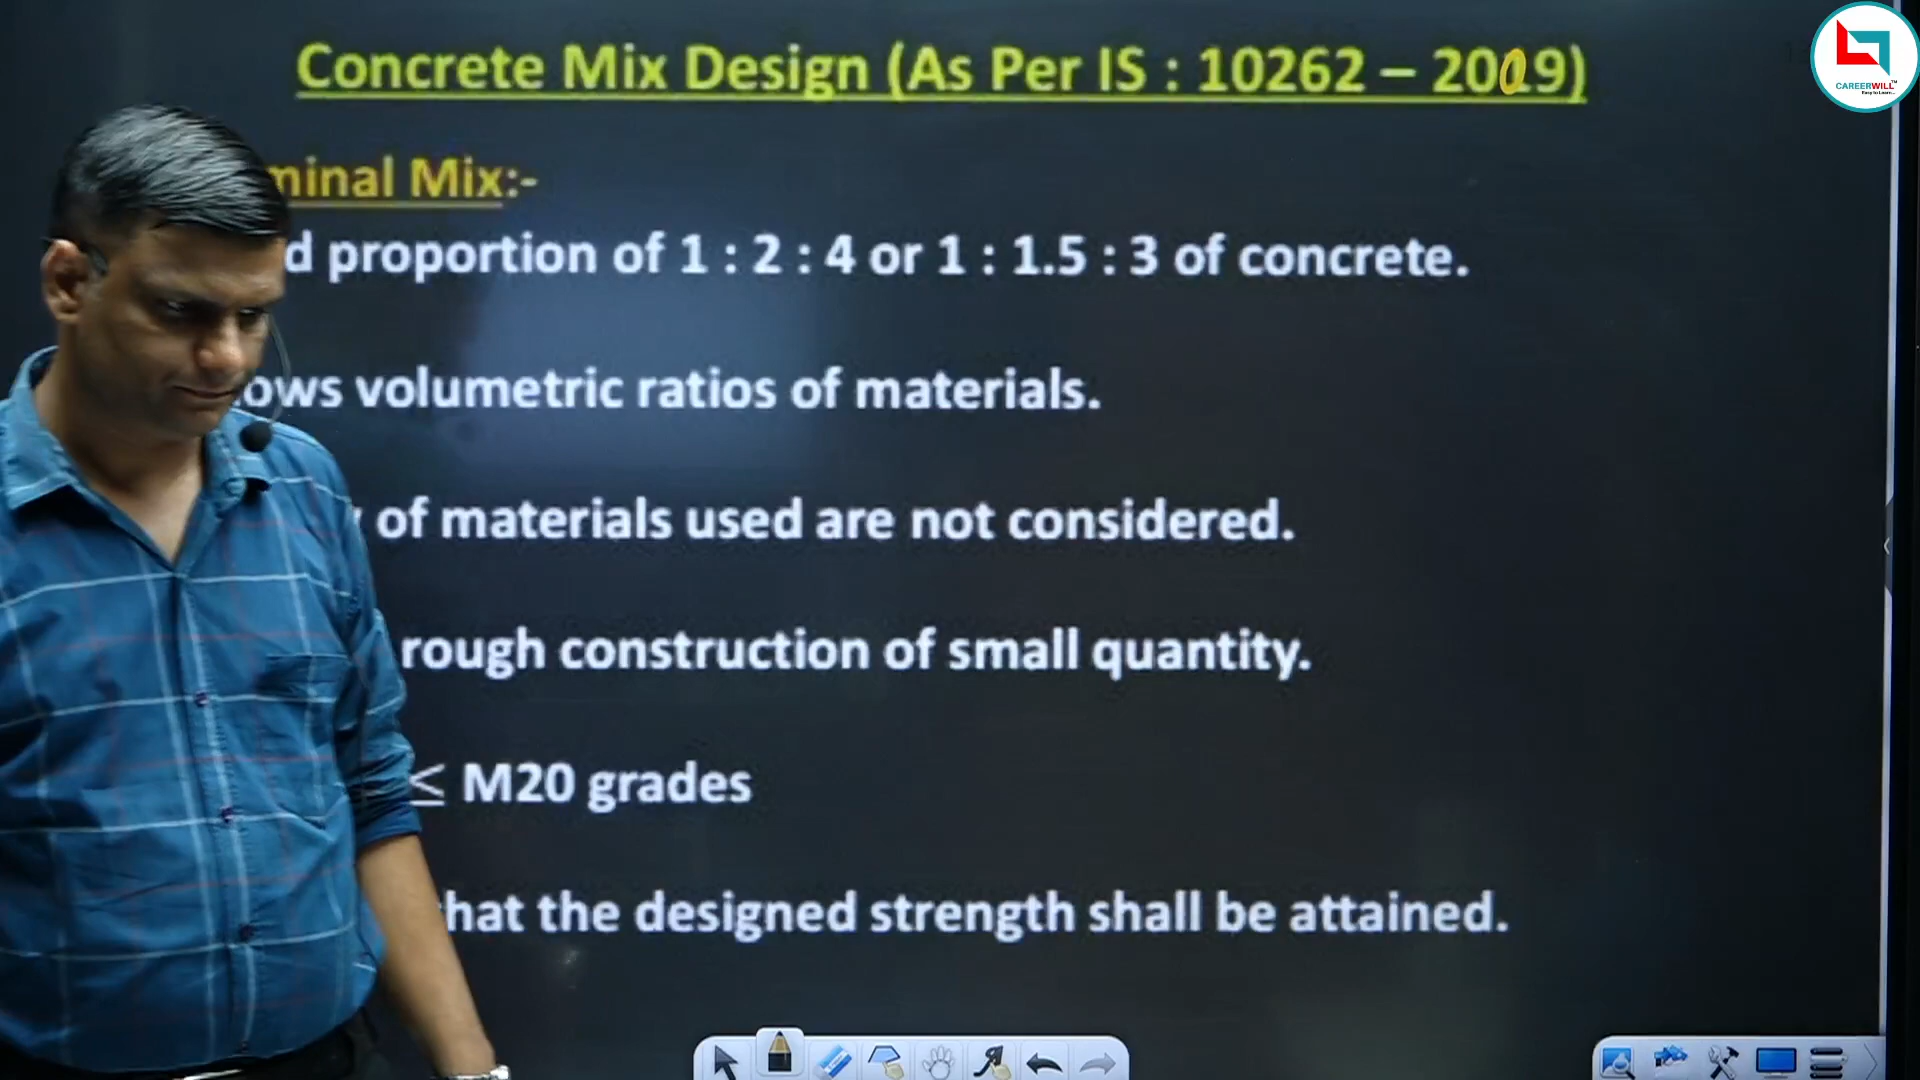 Concrete Mix Design (As Per IS : 10262 – 2009)
minal Mix:-
d proportion of 1 : 2 : 4 or 1 : 1.5 : 3 of concrete.
ows volumetric ratios of materials.
of materials used are not considered.
rough construction of small quantity.
≤ M20 grades
hat the designed strength shall be attained.
CAREERWILL™